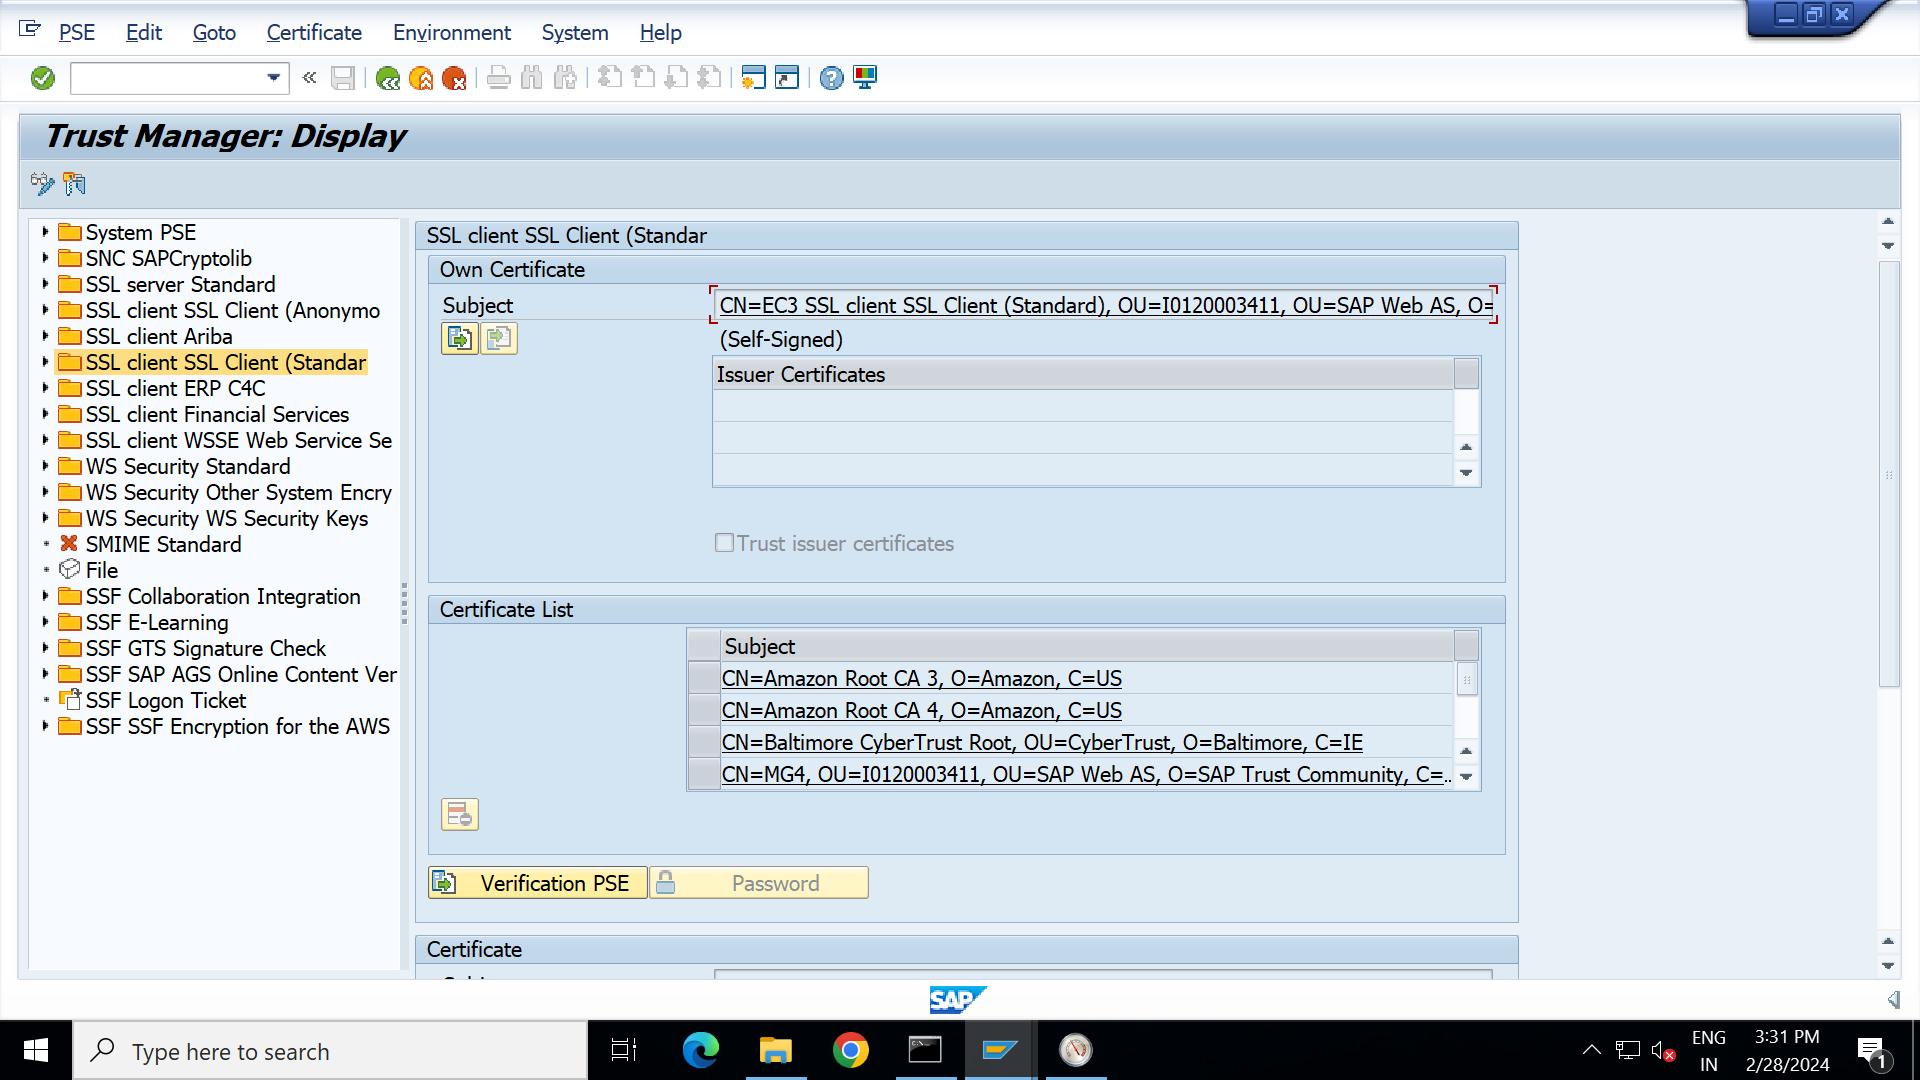 PSE Edit Goto Certificate Environment System Help
Trust Manager: Display
System PSE
SNC SAPCryptolib
SSL server Standard
SSL client SSL Client (Anonymo
SSL client Ariba
SSL client SSL Client (Standar
SSL client ERP C4C
SSL client Financial Services
SSL client WSSE Web Service Se
WS Security Standard
WS Security Other System Encry
WS Security WS Security Keys
SMIME Standard
File
SSF Collaboration Integration
SSF E-Learning
SSF GTS Signature Check
SSF SAP AGS Online Content Ver
SSF Logon Ticket
SSF SSF Encryption for the AWS
SSL client SSL Client (Standar
Own Certificate
Subject CN=EC3 SSL client SSL Client (Standard), OU=I0120003411, OU=SAP Web AS, O=
(Self-Signed)
Issuer Certificates
Trust issuer certificates
Certificate List
Subject
CN=Amazon Root CA 3, O=Amazon, C=US
CN=Amazon Root CA 4, O=Amazon, C=US
CN=Baltimore CyberTrust Root, OU=CyberTrust, O=Baltimore, C=IE
CN=MG4, OU=I0120003411, OU=SAP Web AS, O=SAP Trust Community, C=..
Verification PSE Password
Certificate
SAP
Type here to search
ENG
IN
3:31 PM
2/28/2024
1